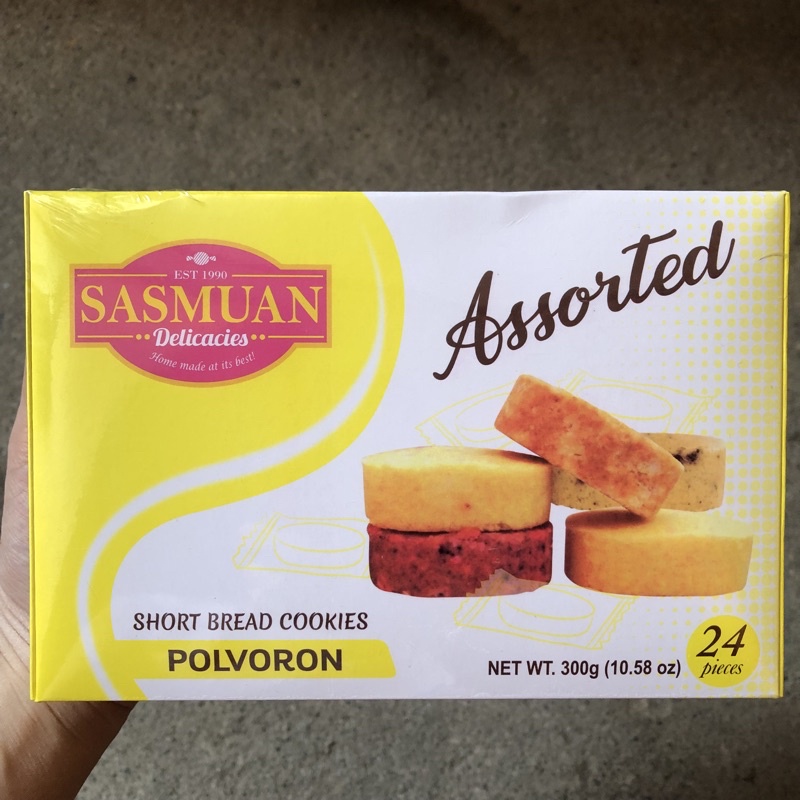 EST 1990
SASMUAN
Delicacies
Home made at its best!
Assorted
SHORT BREAD COOKIES
POLVORON
NET WT. 300g (10.58 oz)
24
pieces